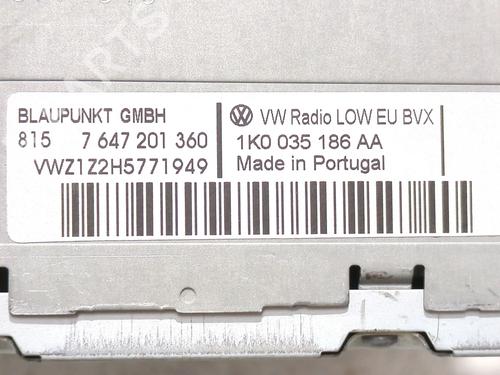 BLAUPUNKT GMBH
815 7 647 201 360
VWZ1Z2H5771949
VW Radio LOW EU BVX
1K0 035 186 AA
Made in Portugal